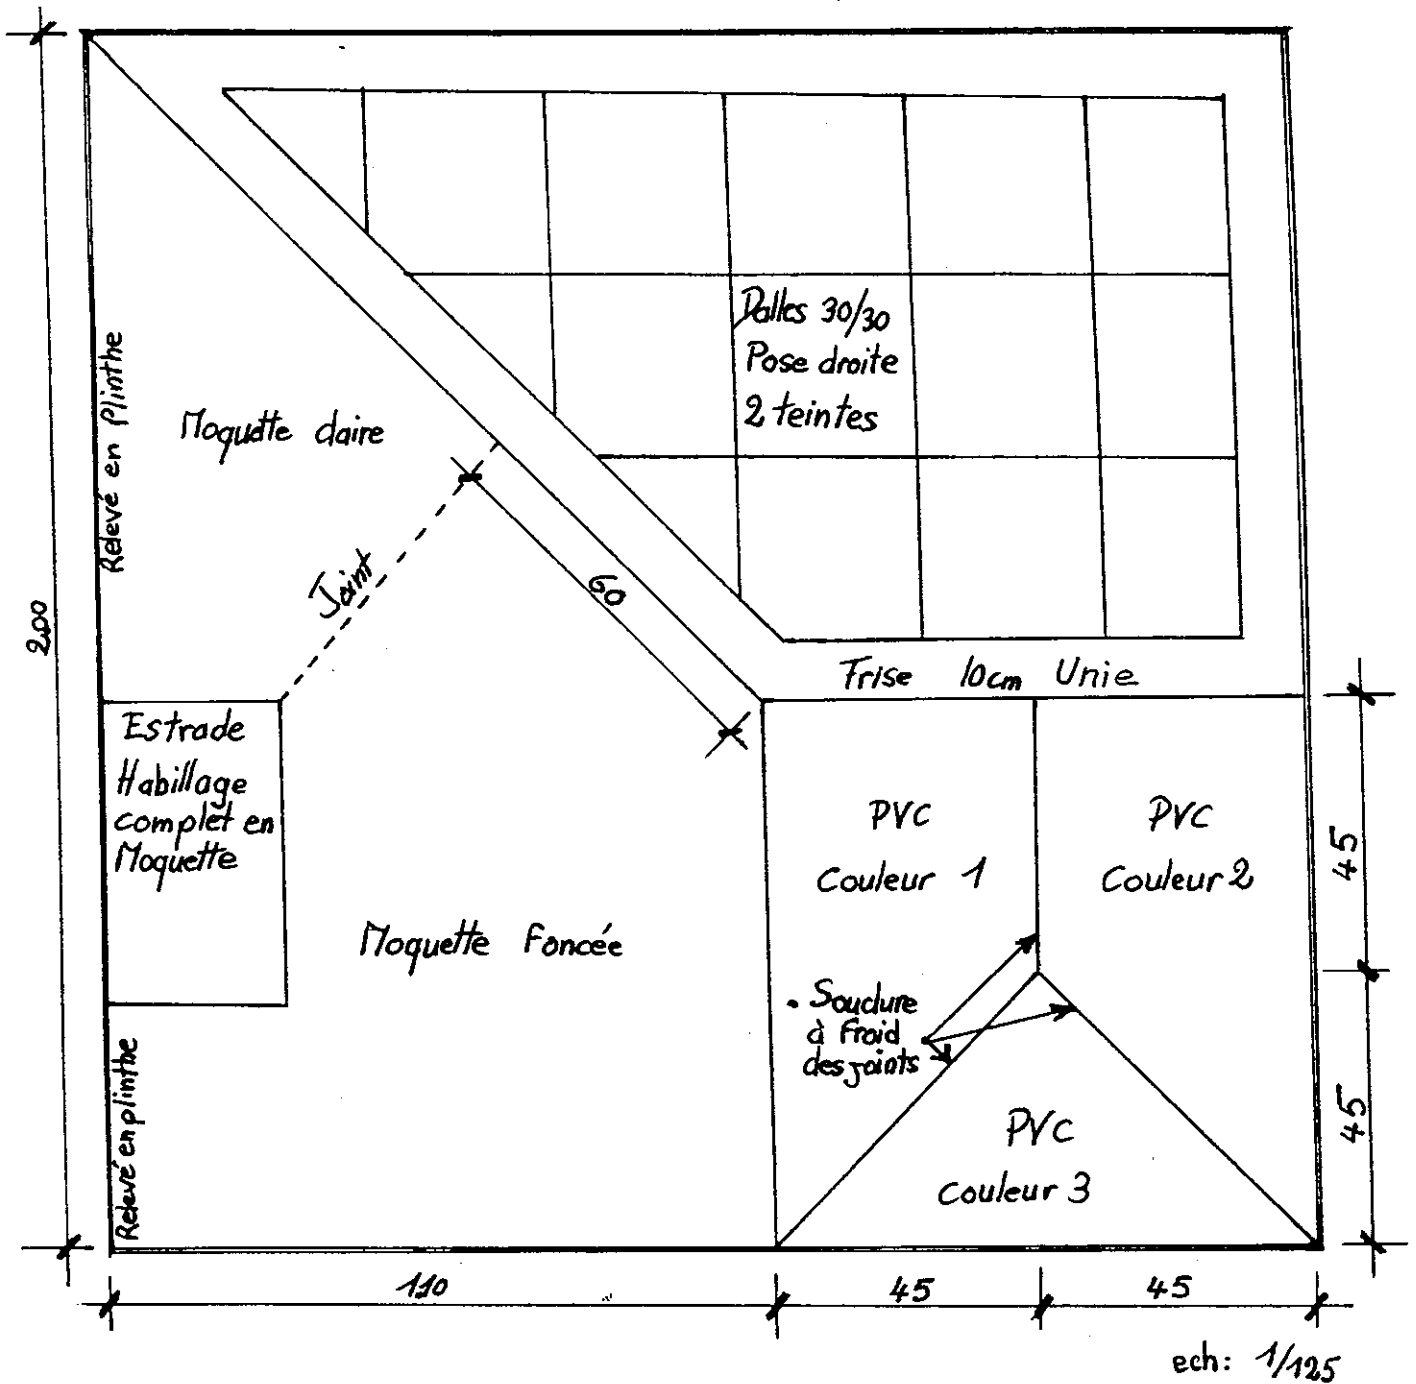 Dalles 30/30
Pose droite
2 teintes
Relevé en Plinthe
Moquette claire
Joint
60
200
Frise 10cm Unie
Estrade
Habillage
complet en
Moquette
PVC
Couleur 1
PVC
Couleur 2
45
Moquette Foncée
. Soudure
à Froid
des joints
PVC
Couleur 3
45
Relevé en plinthe
110
45
45
ech: 1/125